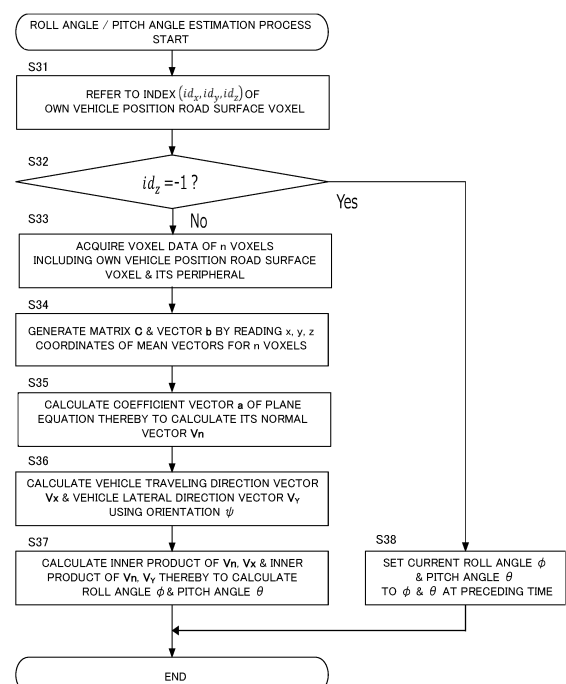 ROLL ANGLE / PITCH ANGLE ESTIMATION PROCESS
START
S31
REFER TO INDEX (id_x, id_y, id_z) OF
OWN VEHICLE POSITION ROAD SURFACE VOXEL
S32
id_z =-1 ?
Yes
No
S33
ACQUIRE VOXEL DATA OF n VOXELS
INCLUDING OWN VEHICLE POSITION ROAD SURFACE
VOXEL & ITS PERIPHERAL
S34
GENERATE MATRIX C & VECTOR b BY READING x, y, z
COORDINATES OF MEAN VECTORS FOR n VOXELS
S35
CALCULATE COEFFICIENT VECTOR a OF PLANE
EQUATION THEREBY TO CALCULATE ITS NORMAL
VECTOR Vn
S36
CALCULATE VEHICLE TRAVELING DIRECTION VECTOR
Vx & VEHICLE LATERAL DIRECTION VECTOR VY
USING ORIENTATION ψ
S37
CALCULATE INNER PRODUCT OF Vn, Vx & INNER
PRODUCT OF Vn, VY THEREBY TO CALCULATE
ROLL ANGLE φ & PITCH ANGLE θ
S38
SET CURRENT ROLL ANGLE φ
& PITCH ANGLE θ
TO φ & θ AT PRECEDING TIME
END